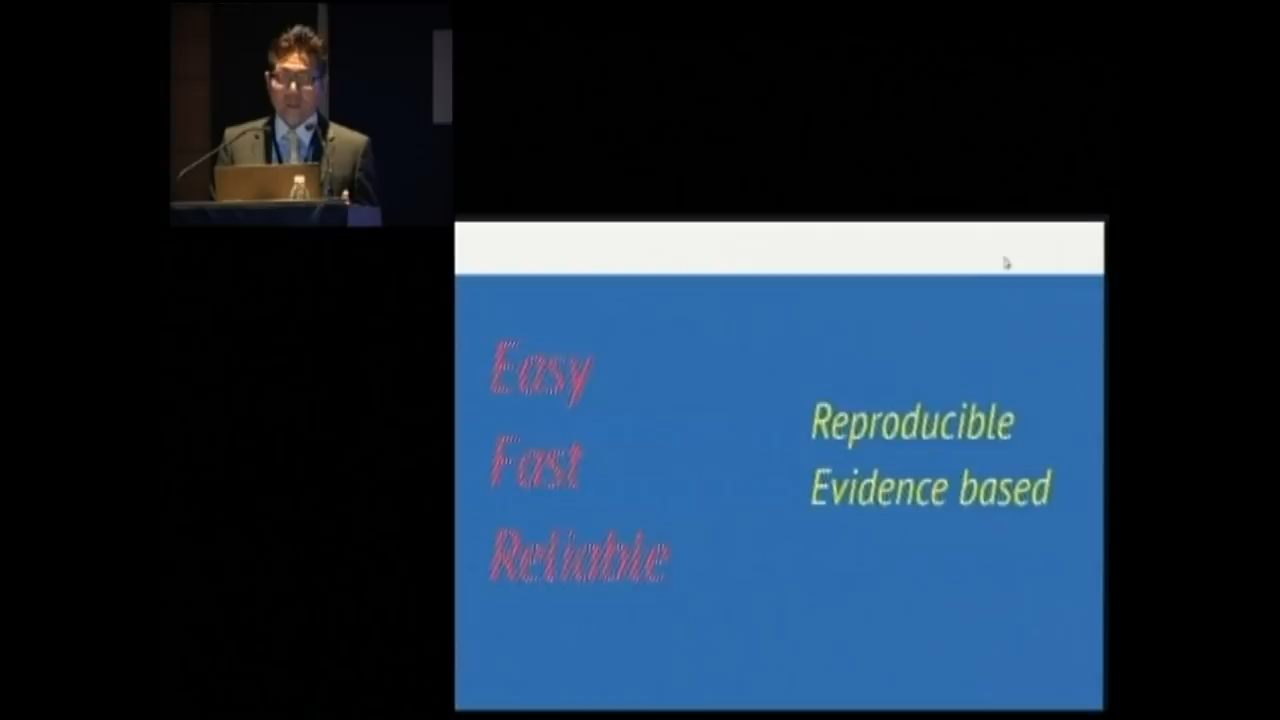 Easy
Fast
Reliable
Reproducible
Evidence based